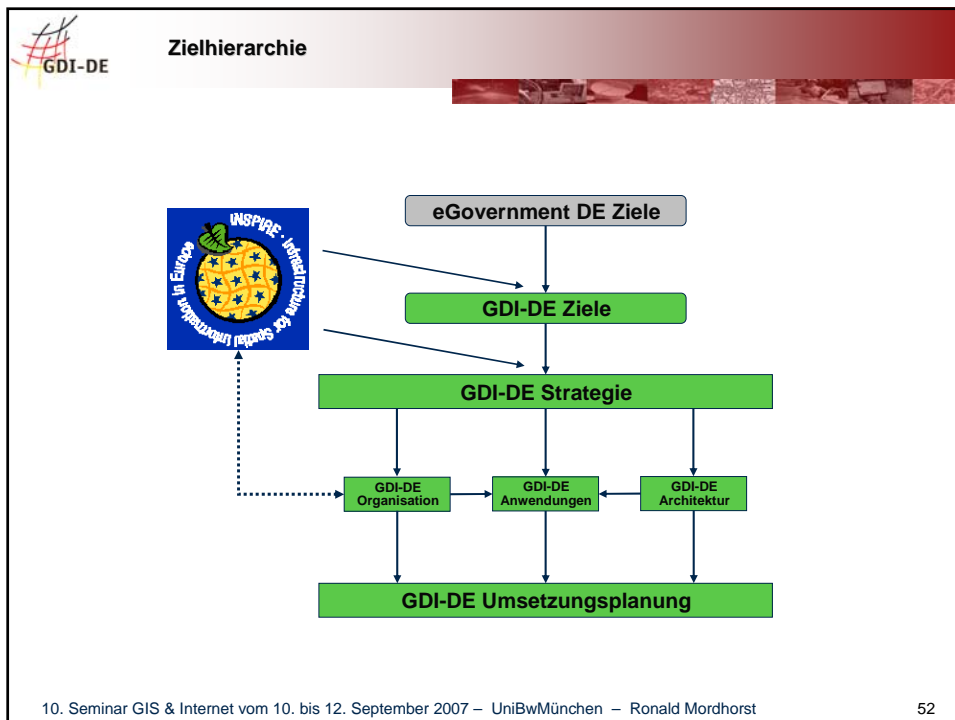 GDI-DE
Zielhierarchie
INSPIRE · Infrastructure for Spatial Information in Europe
eGovernment DE Ziele
GDI-DE Ziele
GDI-DE Strategie
GDI-DE
Organisation
GDI-DE
Anwendungen
GDI-DE
Architektur
GDI-DE Umsetzungsplanung
10. Seminar GIS & Internet vom 10. bis 12. September 2007 – UniBwMünchen – Ronald Mordhorst
52